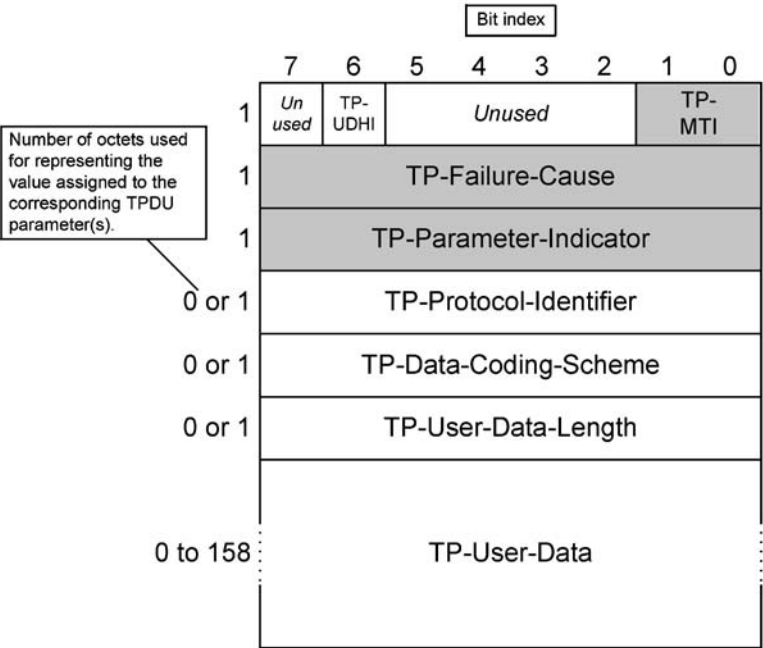 Bit index
7 6 5 4 3 2 1 0
1
Un
used
TP-
UDHI
Unused
TP-
MTI
Number of octets used
for representing the
value assigned to the
corresponding TPDU
parameter(s).
1 TP-Failure-Cause
1 TP-Parameter-Indicator
0 or 1 TP-Protocol-Identifier
0 or 1 TP-Data-Coding-Scheme
0 or 1 TP-User-Data-Length
0 to 158 TP-User-Data